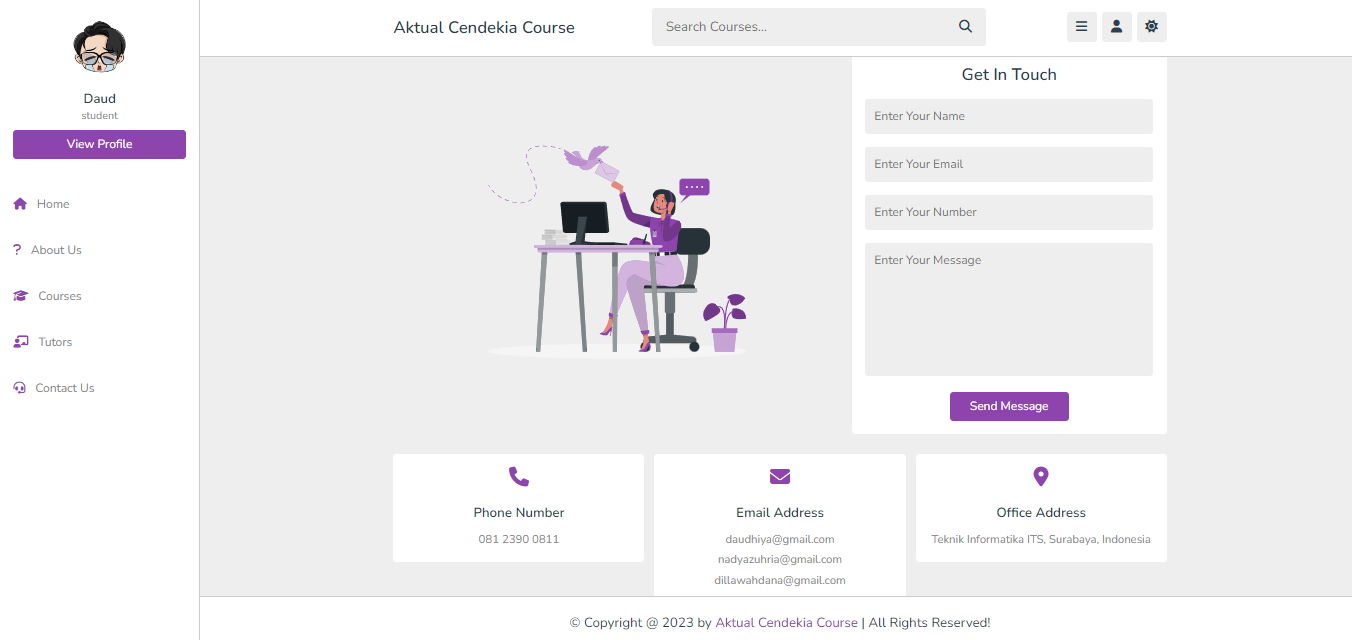 Daud
student
View Profile
Home
? About Us
Courses
Tutors
Contact Us
Aktual Cendekia Course
Search Courses...
Get In Touch
Enter Your Name
Enter Your Email
Enter Your Number
Enter Your Message
Send Message
Phone Number
081 2390 0811
Email Address
daudhiya@gmail.com
nadyazuhria@gmail.com
dillawahdana@gmail.com
Office Address
Teknik Informatika ITS, Surabaya, Indonesia
© Copyright @ 2023 by Aktual Cendekia Course | All Rights Reserved!